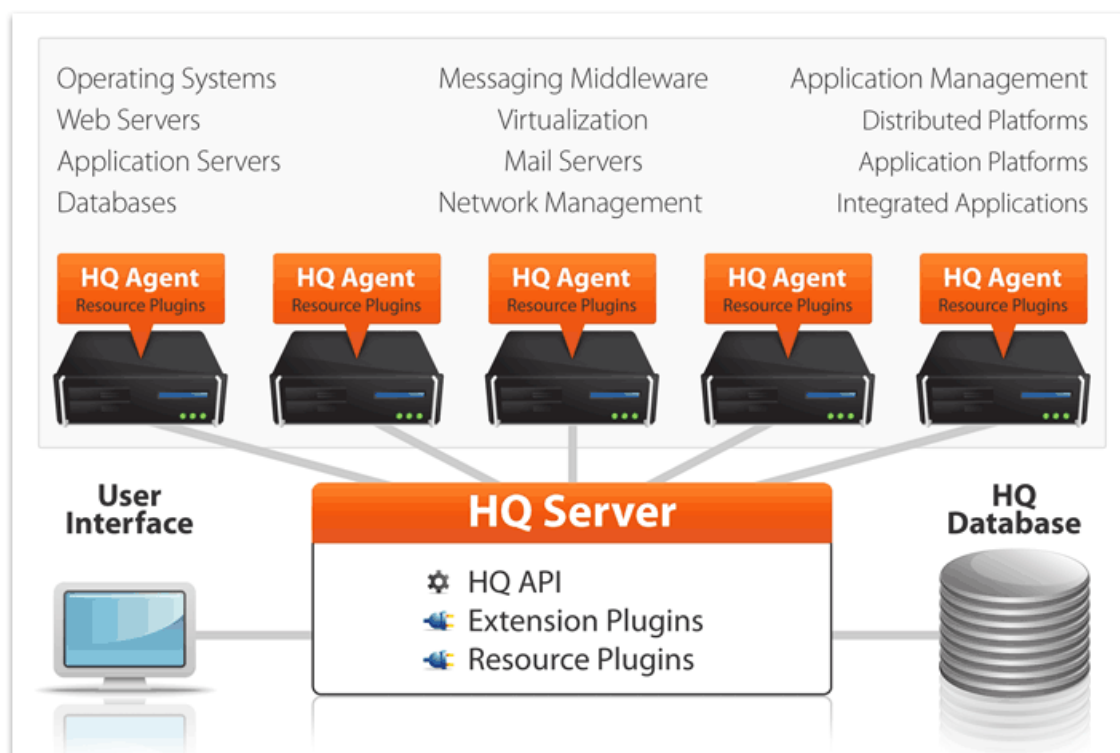 Operating Systems
Web Servers
Application Servers
Databases
Messaging Middleware
Virtualization
Mail Servers
Network Management
Application Management
Distributed Platforms
Application Platforms
Integrated Applications
HQ Agent
Resource Plugins
HQ Agent
Resource Plugins
HQ Agent
Resource Plugins
HQ Agent
Resource Plugins
HQ Agent
Resource Plugins
User
Interface
HQ Server
HQ API
Extension Plugins
Resource Plugins
HQ
Database